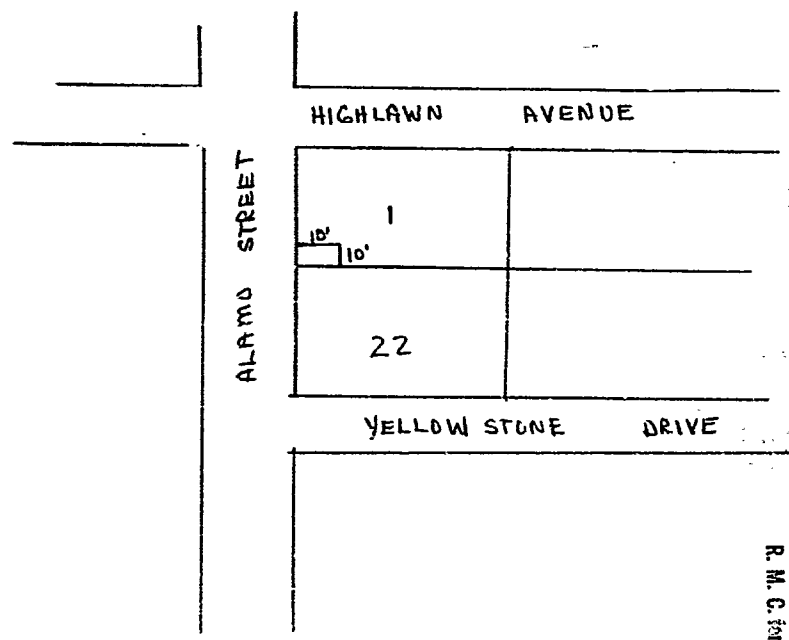 HIGHLAWN AVENUE
ALAMO STREET
1
10'
10'
22
YELLOW STONE DRIVE
R. M. C.